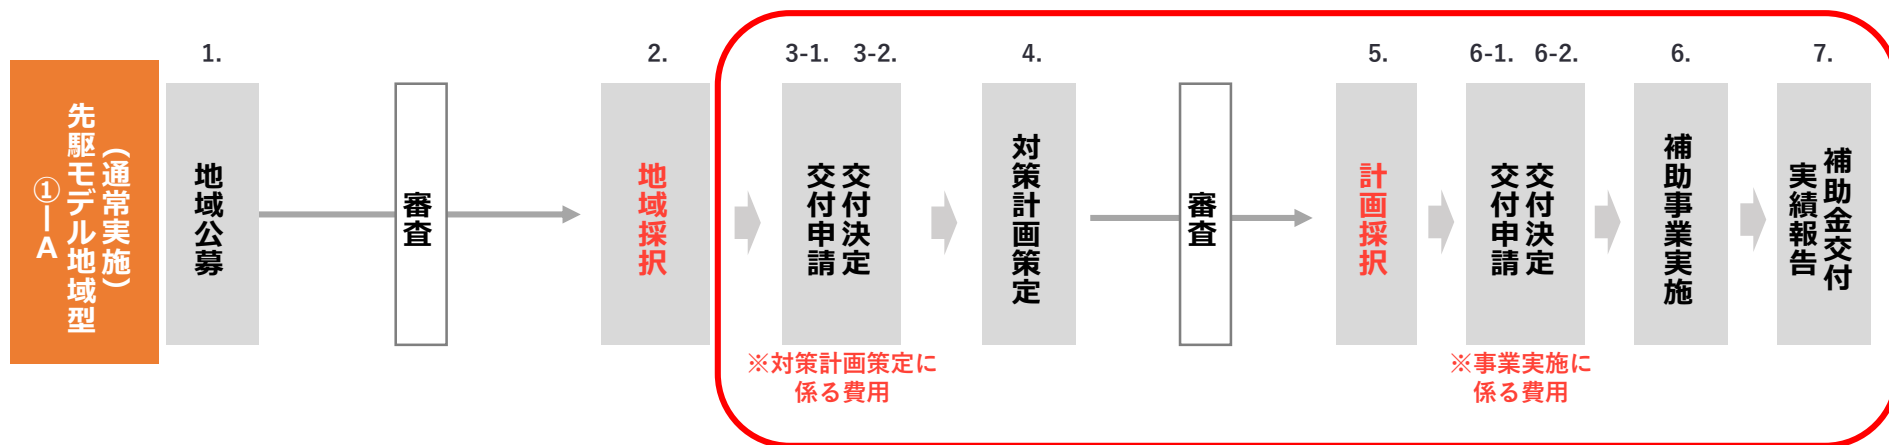 （通常実施）
先駆モデル地域型
①ーA
1.
地域公募
審査
2.
地域採択
3-1. 3-2.
交付決定
交付申請
※対策計画策定に
係る費用
4.
対策計画策定
審査
5.
計画採択
6-1. 6-2.
交付決定
交付申請
※事業実施に
係る費用
6.
補助事業実施
7.
補助金交付
実績報告